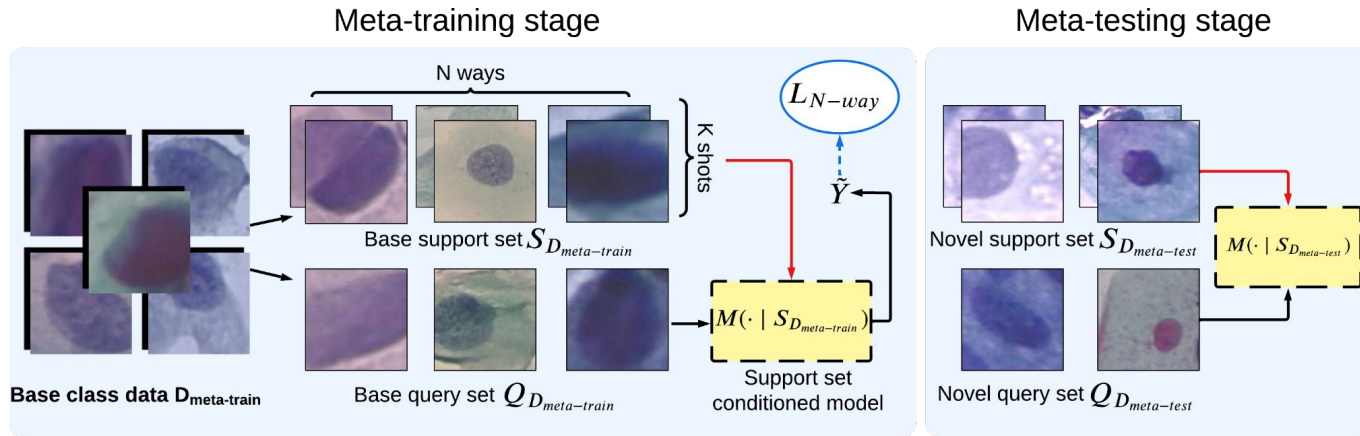 Meta-training stage
Meta-testing stage
N ways
K shots
L_{N-way}
Ỹ
Base support set S_{D_{meta-train}}
Base query set Q_{D_{meta-train}}
Base class data D_{meta-train}
M(· | S_{D_{meta-train}})
Support set
conditioned model
Novel support set S_{D_{meta-test}}
M(· | S_{D_{meta-test}})
Novel query set Q_{D_{meta-test}}